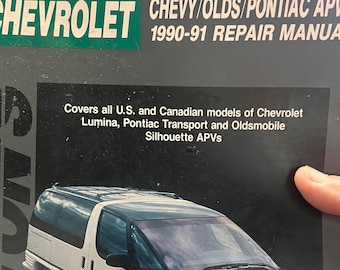 CHEVROLET
CHEVY/OLDS/PONTIAC APV
1990-91 REPAIR MANUA
Covers all U.S. and Canadian models of Chevrolet
Lumina, Pontiac Transport and Oldsmobile
Silhouette APVs